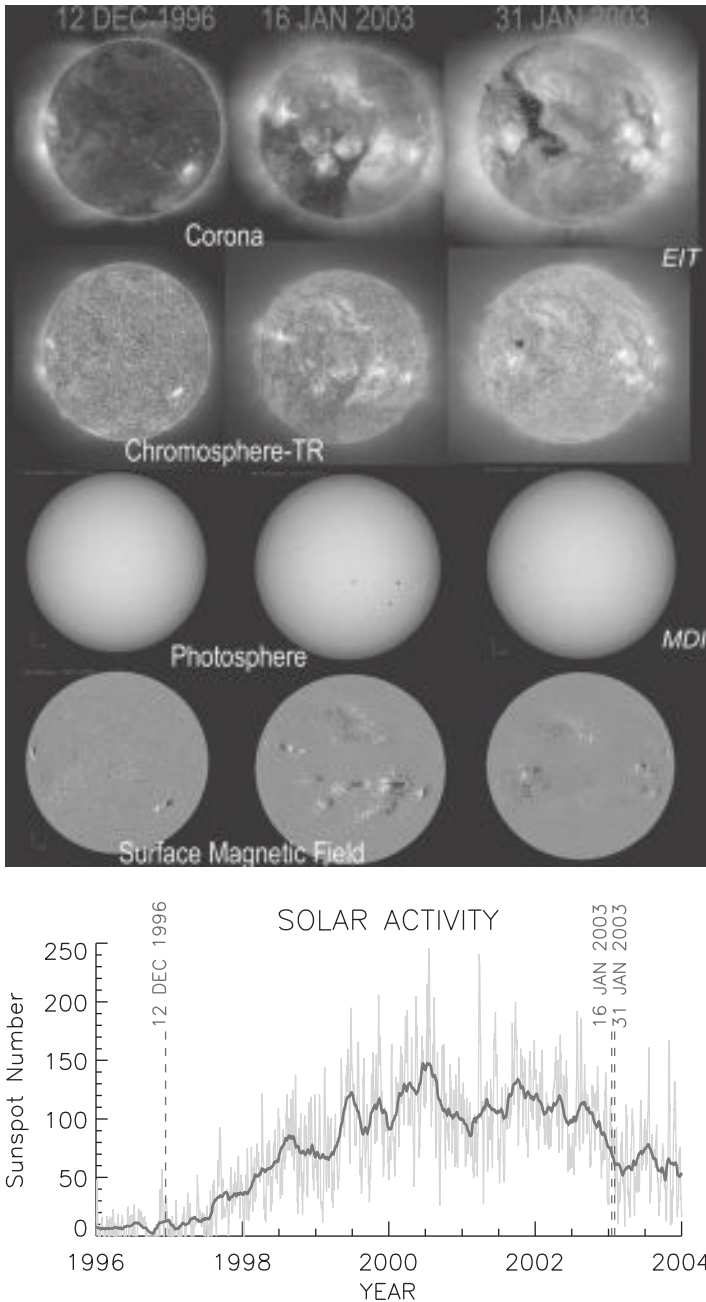 12 DEC 1996 16 JAN 2003 31 JAN 2003
Corona
EIT
Chromosphere-TR
Photosphere
MDI
Surface Magnetic Field
SOLAR ACTIVITY
12 DEC 1996
16 JAN 2003
31 JAN 2003
Sunspot Number
250
200
150
100
50
0
1996 1998 2000 2002 2004
YEAR